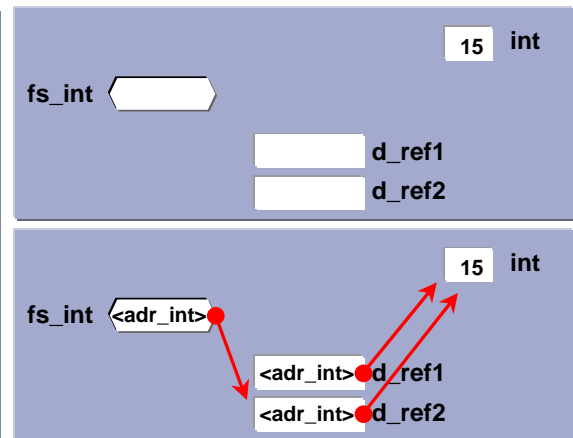 15 int
fs_int
d_ref1
d_ref2
15 int
fs_int <adr_int>
<adr_int> d_ref1
<adr_int> d_ref2